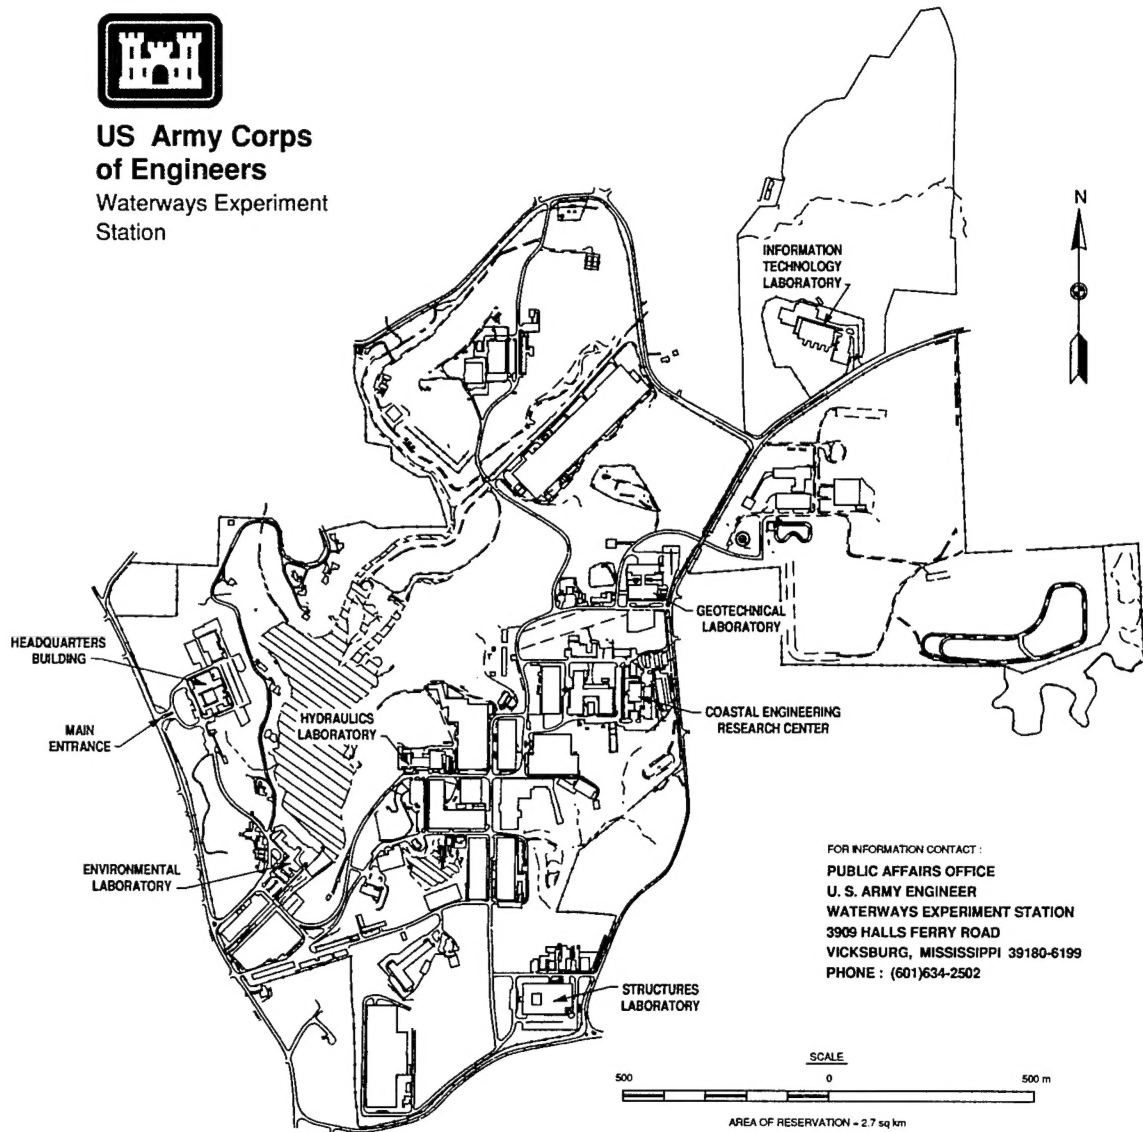 US Army Corps
of Engineers
Waterways Experiment
Station
N
INFORMATION
TECHNOLOGY
LABORATORY
GEOTECHNICAL
LABORATORY
HEADQUARTERS
BUILDING
MAIN
ENTRANCE
HYDRAULICS
LABORATORY
COASTAL ENGINEERING
RESEARCH CENTER
ENVIRONMENTAL
LABORATORY
FOR INFORMATION CONTACT :
PUBLIC AFFAIRS OFFICE
U. S. ARMY ENGINEER
WATERWAYS EXPERIMENT STATION
3909 HALLS FERRY ROAD
VICKSBURG, MISSISSIPPI 39180-6199
PHONE : (601)634-2502
STRUCTURES
LABORATORY
SCALE
500 0 500 m
AREA OF RESERVATION = 2.7 sq km